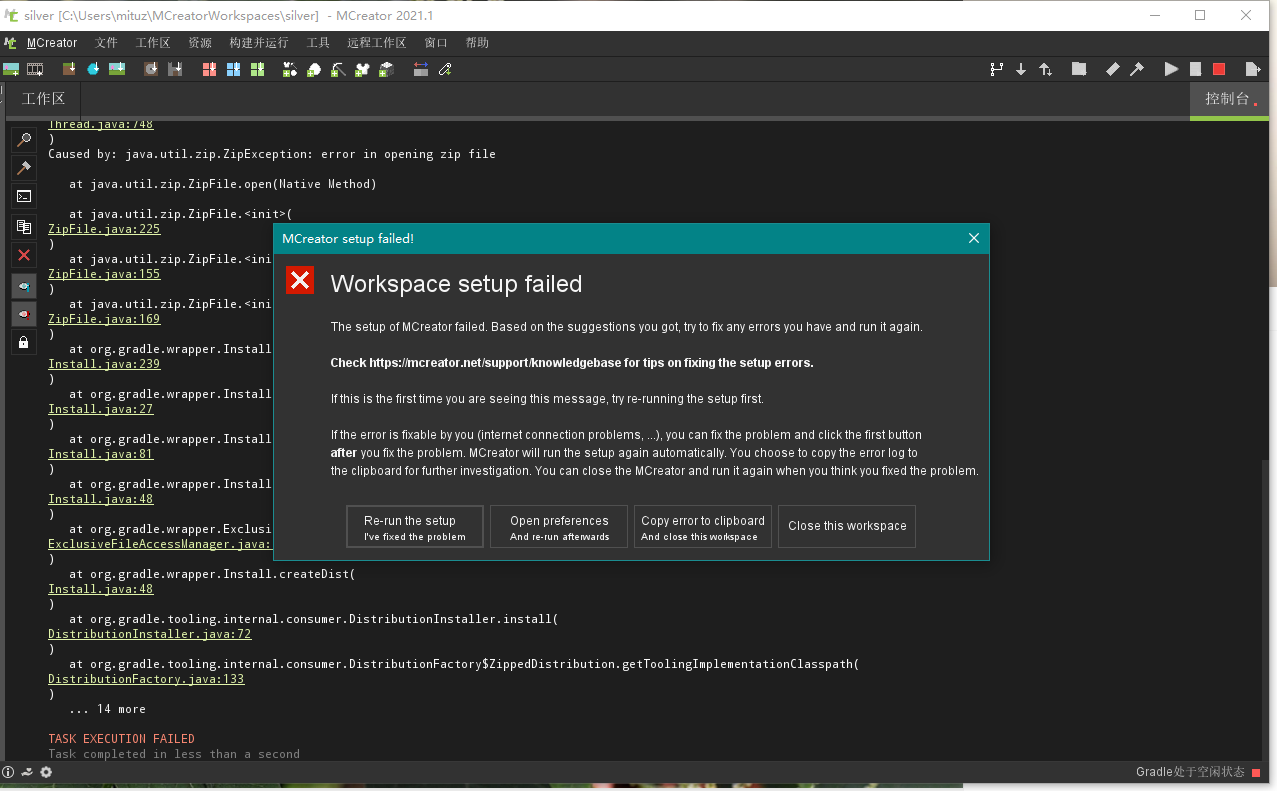 silver [C:\Users\mituz\MCreatorWorkspaces\silver]  - MCreator 2021.1
MCreator 文件 工作区 资源 构建并运行 工具 远程工作区 窗口 帮助
工作区 控制台
Thread.java:748
)
Caused by: java.util.zip.ZipException: error in opening zip file
at java.util.zip.ZipFile.open(Native Method)
at java.util.zip.ZipFile.<init>(
ZipFile.java:225
)
at java.util.zip.ZipFile.<ini
ZipFile.java:155
)
at java.util.zip.ZipFile.<ini
ZipFile.java:169
)
at org.gradle.wrapper.Install
Install.java:239
)
at org.gradle.wrapper.Install
Install.java:27
)
at org.gradle.wrapper.Install
Install.java:81
)
at org.gradle.wrapper.Install
Install.java:48
)
at org.gradle.wrapper.Exclusi
ExclusiveFileAccessManager.java:
)
at org.gradle.wrapper.Install.createDist(
Install.java:48
)
at org.gradle.tooling.internal.consumer.DistributionInstaller.install(
DistributionInstaller.java:72
)
at org.gradle.tooling.internal.consumer.DistributionFactory$ZippedDistribution.getToolingImplementationClasspath(
DistributionFactory.java:133
)
... 14 more
TASK EXECUTION FAILED
Task completed in less than a second
MCreator setup failed!
Workspace setup failed
The setup of MCreator failed. Based on the suggestions you got, try to fix any errors you have and run it again.
Check https://mcreator.net/support/knowledgebase for tips on fixing the setup errors.
If this is the first time you are seeing this message, try re-running the setup first.
If the error is fixable by you (internet connection problems, ...), you can fix the problem and click the first button
after you fix the problem. MCreator will run the setup again automatically. You choose to copy the error log to
the clipboard for further investigation. You can close the MCreator and run it again when you think you fixed the problem.
Re-run the setup
I've fixed the problem
Open preferences
And re-run afterwards
Copy error to clipboard
And close this workspace
Close this workspace
Gradle处于空闲状态